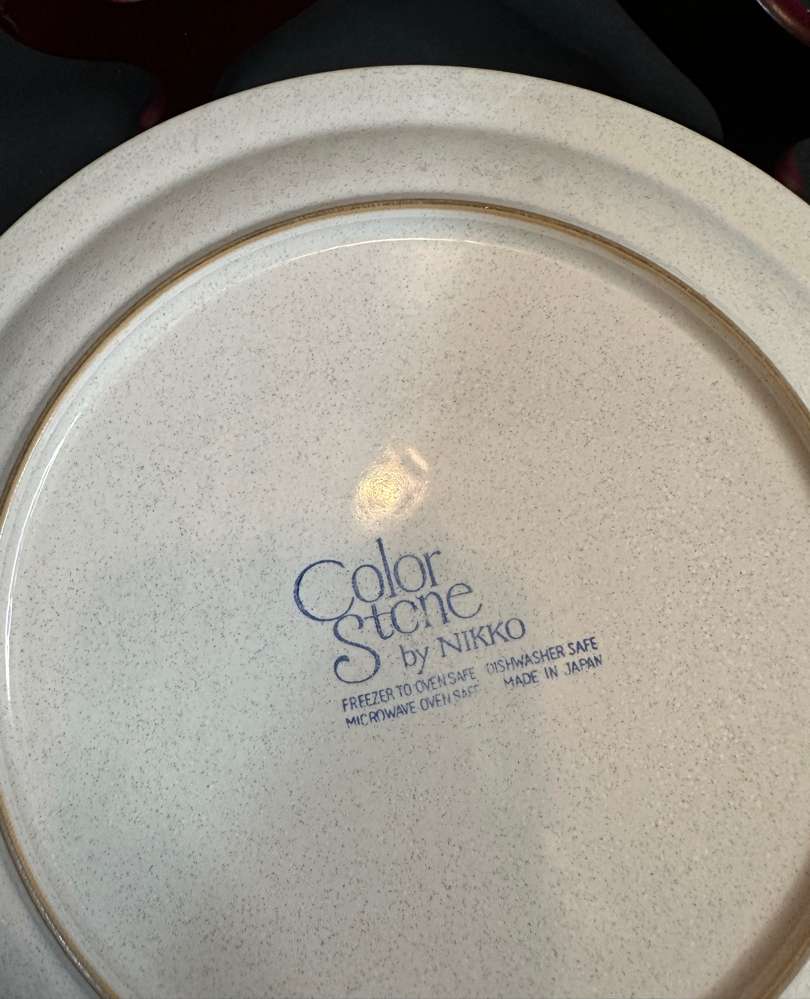 Color
Stone
by NIKKO
FREEZER TO OVEN SAFE DISHWASHER SAFE
MICROWAVE OVEN SAFE MADE IN JAPAN